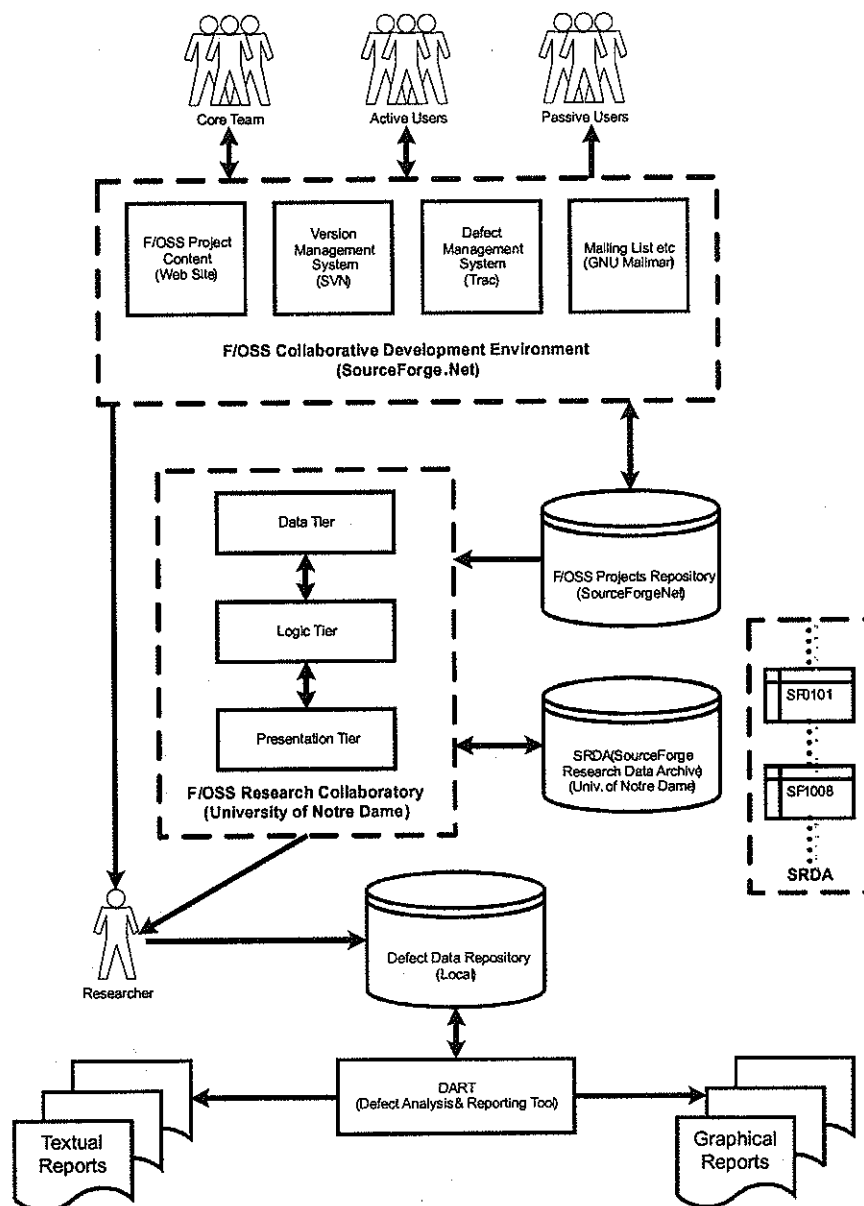 Core Team
Active Users
Passive Users
F/OSS Project
Content
(Web Site)
Version
Management
System
(SVN)
Defect
Management
System
(Trac)
Mailing List etc
(GNU Mailmar)
F/OSS Collaborative Development Environment
(SourceForge.Net)
Data Tier
Logic Tier
Presentation Tier
F/OSS Research Collaboratory
(University of Notre Dame)
F/OSS Projects Repository
(SourceForgeNet)
SRDA(SourceForge
Research Data Archive)
(Univ. of Notre Dame)
SF0101
SF1008
SRDA
Researcher
Defect Data Repository
(Local)
DART
(Defect Analysis & Reporting Tool)
Textual
Reports
Graphical
Reports